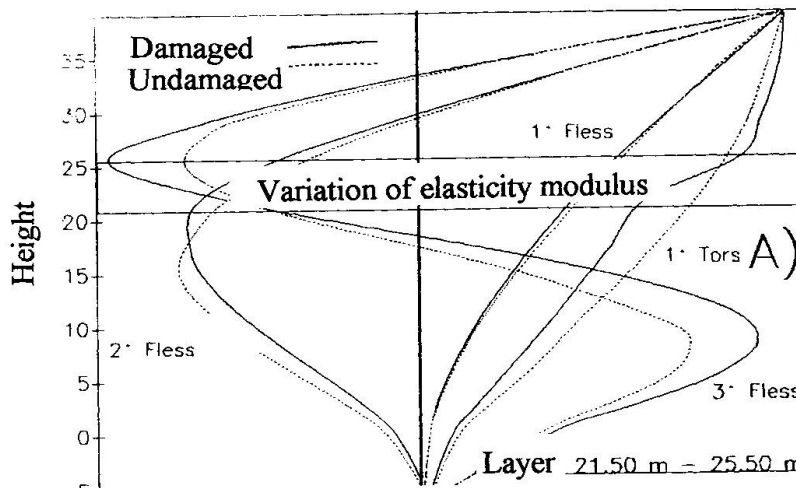 Damaged
Undamaged
35
30
25
20
15
10
5
0
5
Height
1· Fless
Variation of elasticity modulus
1· Tors A)
2· Fless
3· Fless
Layer 21.50 m – 25.50 m